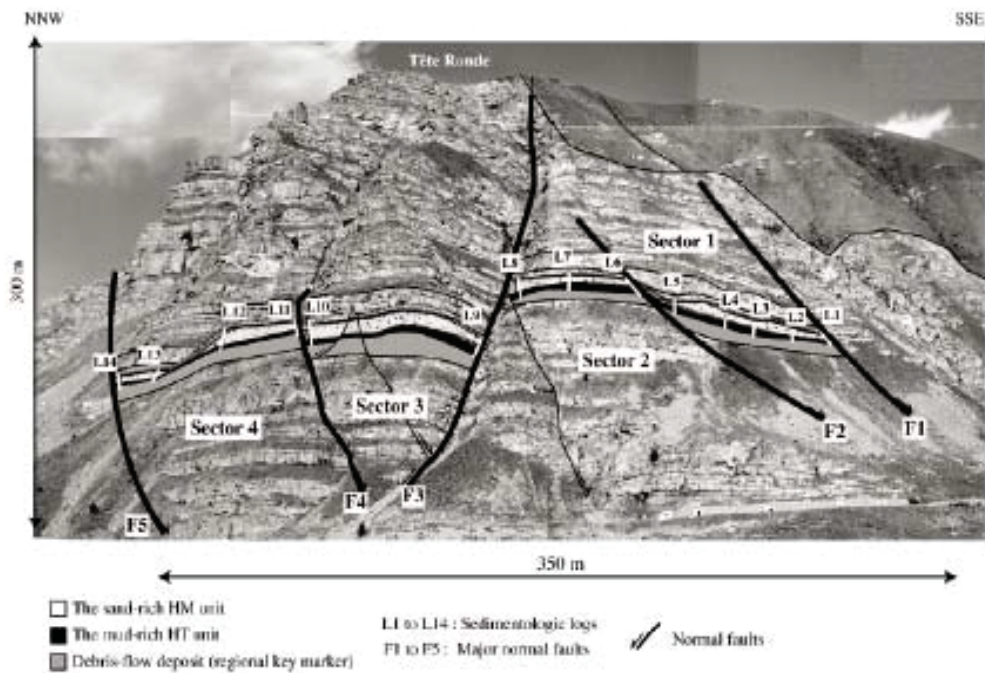 NNW
SSE
Tête Ronde
300 m
Sector 1
L8
L7
L6
L5
L4
L3
L2
L1
L12
L11
L10
L9
L14
L13
Sector 2
Sector 3
Sector 4
F2
F1
F4
F3
F5
350 m
The sand-rich HM unit
The mud-rich HT unit
Debris-flow deposit (regional key marker)
L1 to L14 : Sedimentologic logs
F1 to F5 : Major normal faults
Normal faults